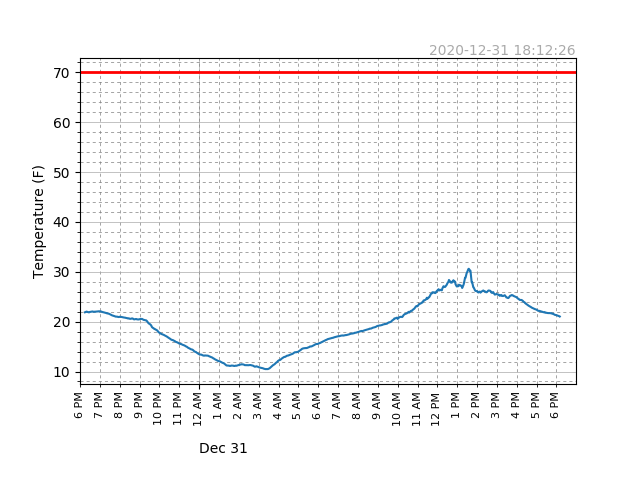 2020-12-31 18:12:26
Temperature (F)
70
60
50
40
30
20
10
6 PM
7 PM
8 PM
9 PM
10 PM
11 PM
12 AM
1 AM
2 AM
3 AM
4 AM
5 AM
6 AM
7 AM
8 AM
9 AM
10 AM
11 AM
12 PM
1 PM
2 PM
3 PM
4 PM
5 PM
6 PM
Dec 31